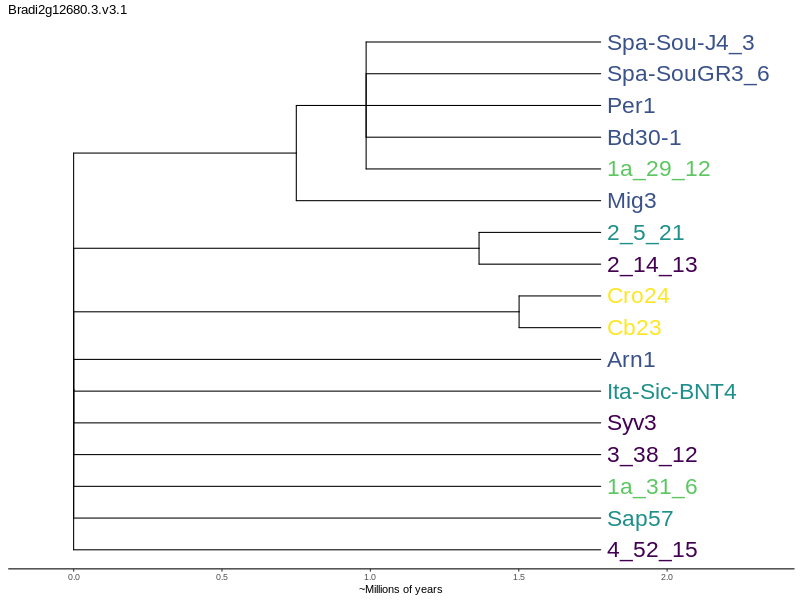 Bradi2g12680.3.v3.1
Spa-Sou-J4_3
Spa-SouGR3_6
Per1
Bd30-1
1a_29_12
Mig3
2_5_21
2_14_13
Cro24
Cb23
Arn1
Ita-Sic-BNT4
Syv3
3_38_12
1a_31_6
Sap57
4_52_15
0.0 0.5 1.0 1.5 2.0
~Millions of years